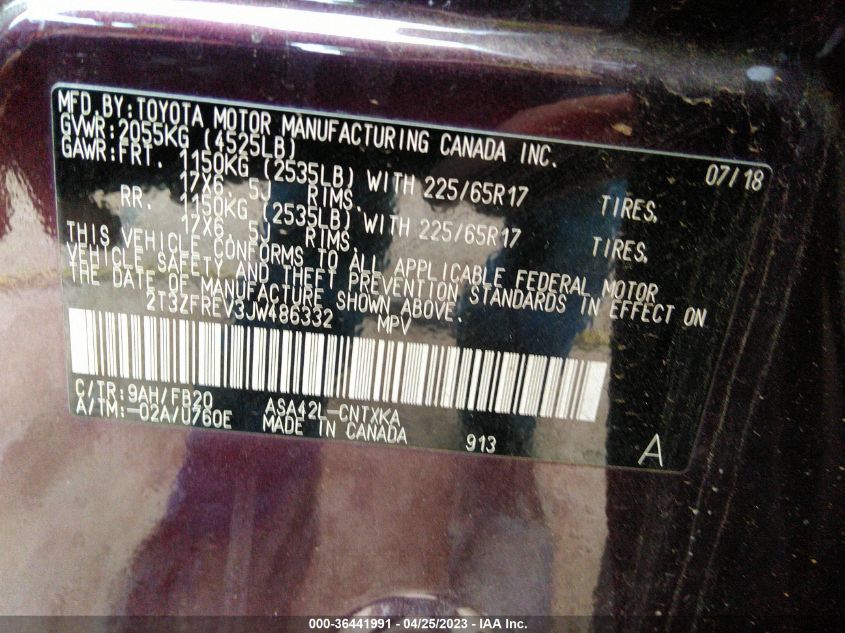 MFD.BY:TOYOTA MOTOR MANUFACTURING CANADA INC.
07/18
GVWR:2055KG (4525LB)
GAWR:FRT. 1150KG (2535LB) WITH 225/65R17 TIRES.
17X6.5J RIMS.
RR. 1150KG (2535LB) WITH 225/65R17 TIRES.
17X6.5J RIMS.
THIS VEHICLE CONFORMS TO ALL APPLICABLE FEDERAL MOTOR
VEHICLE SAFETY AND THEFT PREVENTION STANDARDS IN EFFECT ON
THE DATE OF MANUFACTURE SHOWN ABOVE.
2T3ZFREV3JW486332 MPV
C/TR:9AH/FB20 ASA42L-CNTXKA
A/TM:-02A/U760E MADE IN CANADA 913 A
000-36441991 - 04/25/2023 - IAA Inc.